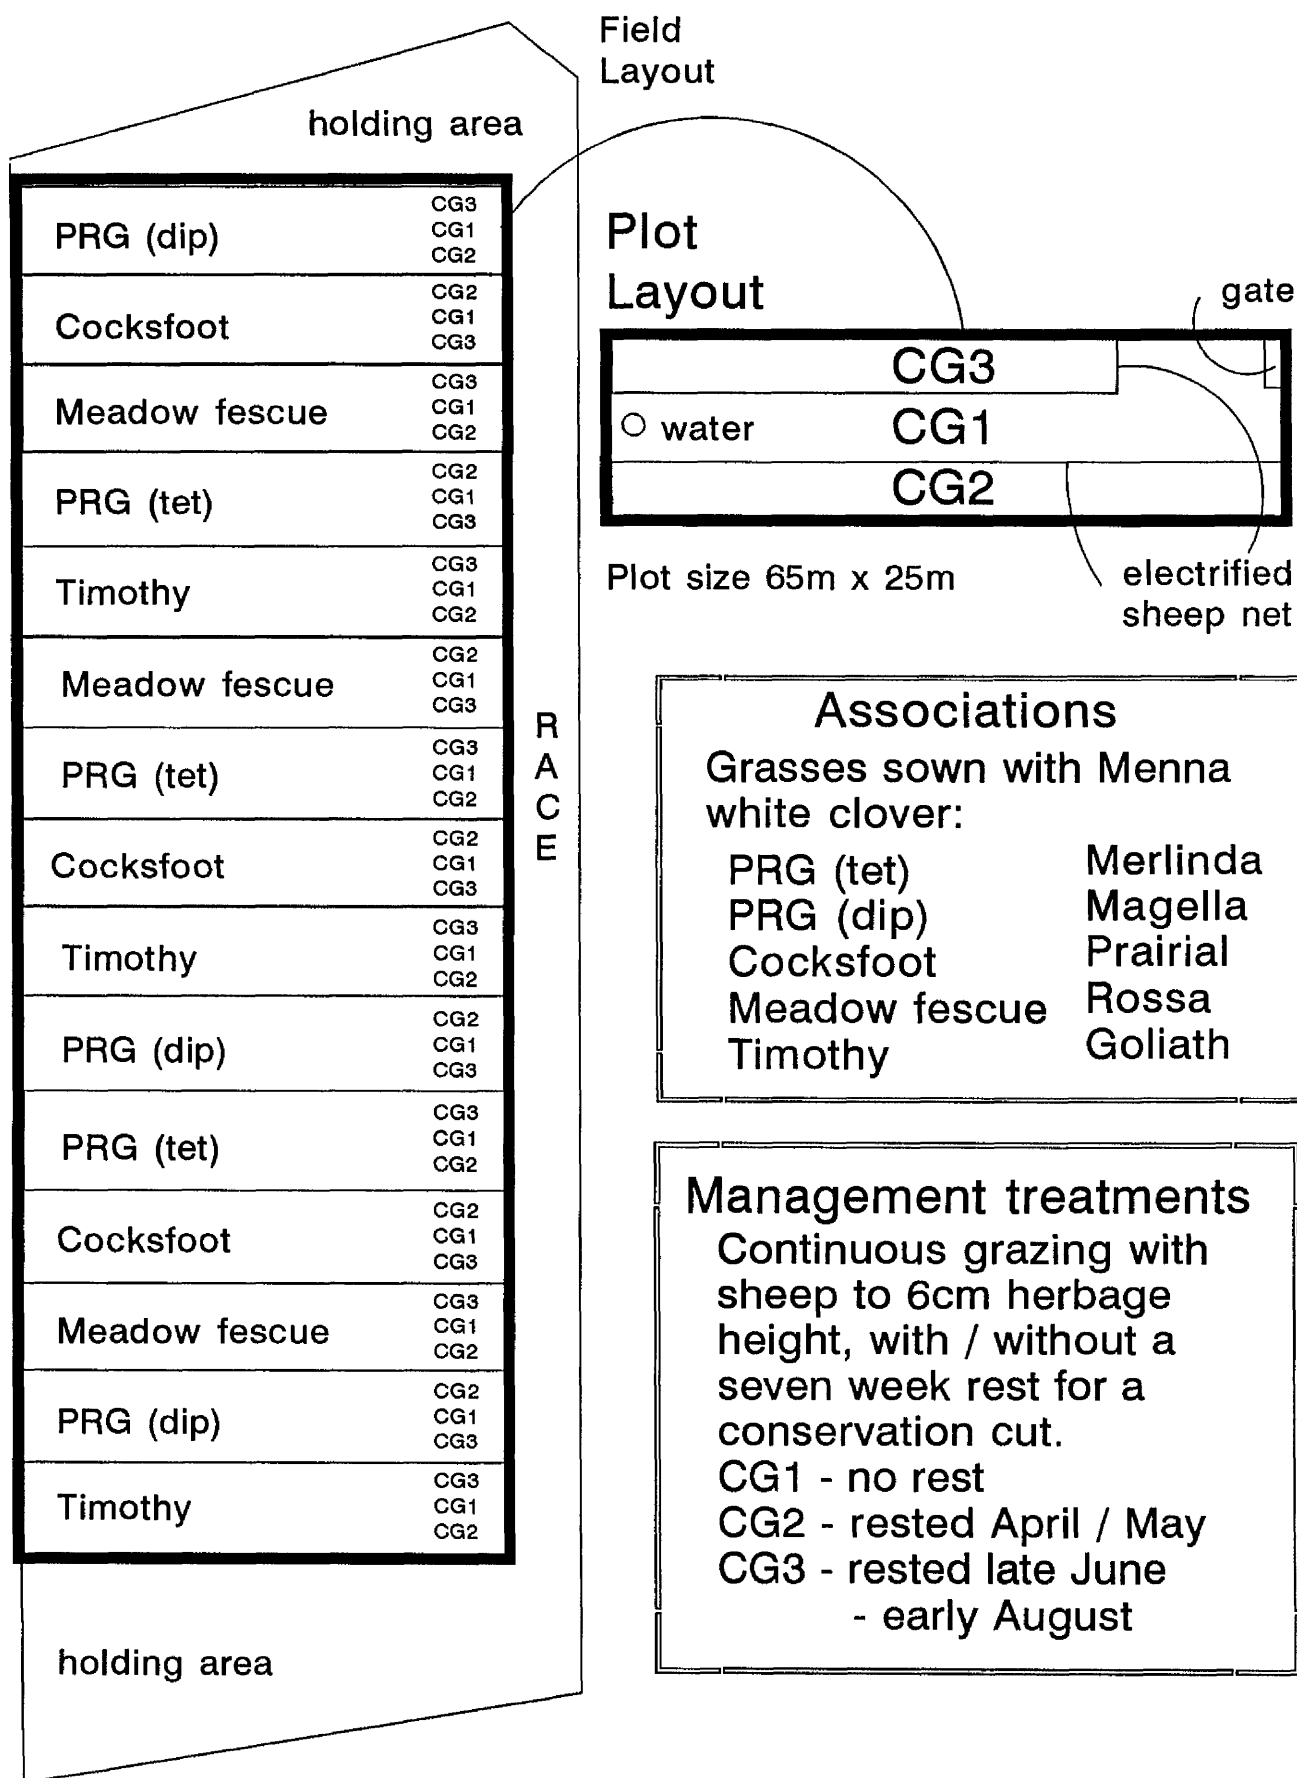 Field
Layout
holding area
PRG (dip)
CG3
CG1
CG2
Cocksfoot
CG2
CG1
CG3
Meadow fescue
CG3
CG1
CG2
PRG (tet)
CG2
CG1
CG3
Timothy
CG3
CG1
CG2
Meadow fescue
CG2
CG1
CG3
PRG (tet)
CG3
CG1
CG2
Cocksfoot
CG2
CG1
CG3
Timothy
CG3
CG1
CG2
PRG (dip)
CG2
CG1
CG3
PRG (tet)
CG3
CG1
CG2
Cocksfoot
CG2
CG1
CG3
Meadow fescue
CG3
CG1
CG2
PRG (dip)
CG2
CG1
CG3
Timothy
CG3
CG1
CG2
holding area
R
A
C
E
Plot
Layout
gate
CG3
water CG1
CG2
Plot size 65m x 25m
electrified
sheep net
Associations
Grasses sown with Menna
white clover:
PRG (tet) Merlinda
PRG (dip) Magella
Cocksfoot Prairial
Meadow fescue Rossa
Timothy Goliath
Management treatments
Continuous grazing with
sheep to 6cm herbage
height, with / without a
seven week rest for a
conservation cut.
CG1 - no rest
CG2 - rested April / May
CG3 - rested late June
- early August